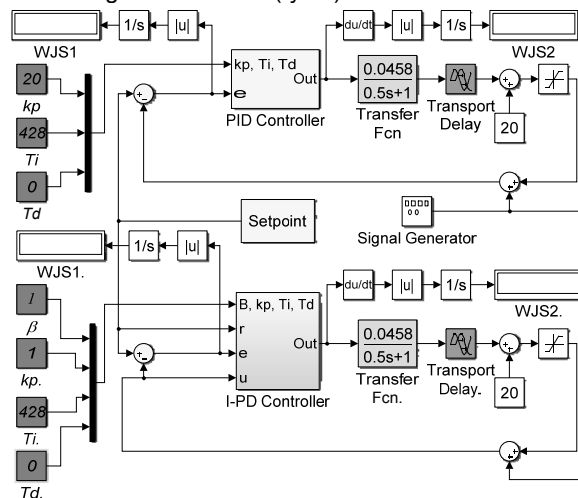 1/s
|u|
du/dt
|u|
1/s
WJS1
WJS2
20
kp
428
Ti
0
Td
kp, Ti, Td
e
Out
PID Controller
0.0458
0.5s+1
Transfer
Fcn
Transport
Delay
20
Setpoint
Signal Generator
1/s
|u|
WJS1.
du/dt
|u|
1/s
WJS2.
1
β
1
kp.
428
Ti.
0
Td.
B, kp, Ti, Td
r
e
u
Out
I-PD Controller
0.0458
0.5s+1
Transfer
Fcn.
Transport
Delay.
20